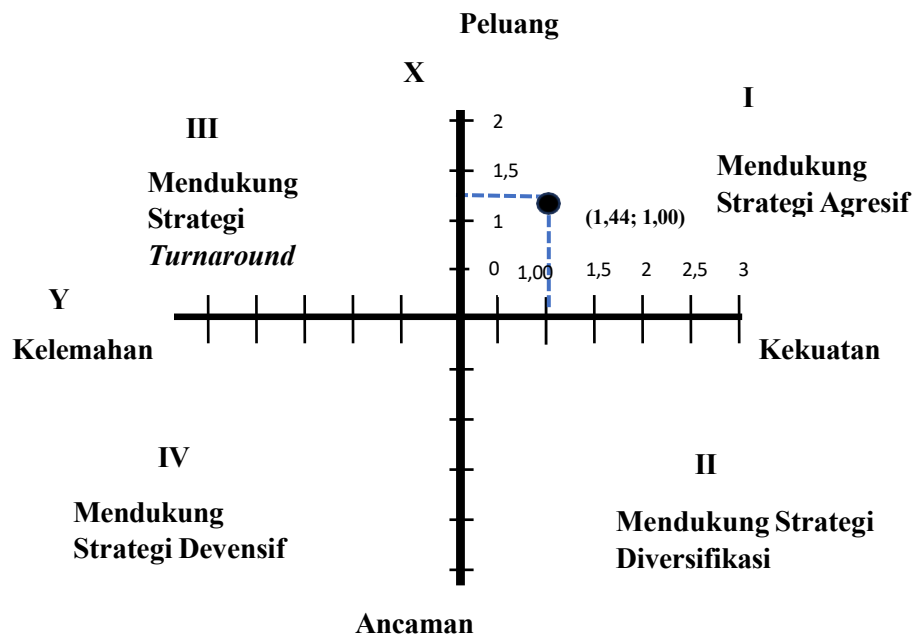 Peluang
X
I
III
2
Mendukung
Strategi Agresif
Mendukung
Strategi
Turnaround
1,5
1
(1,44; 1,00)
0 1,00 1,5 2 2,5 3
Y
Kelemahan
Kekuatan
IV
Mendukung
Strategi Devensif
II
Mendukung Strategi
Diversifikasi
Ancaman